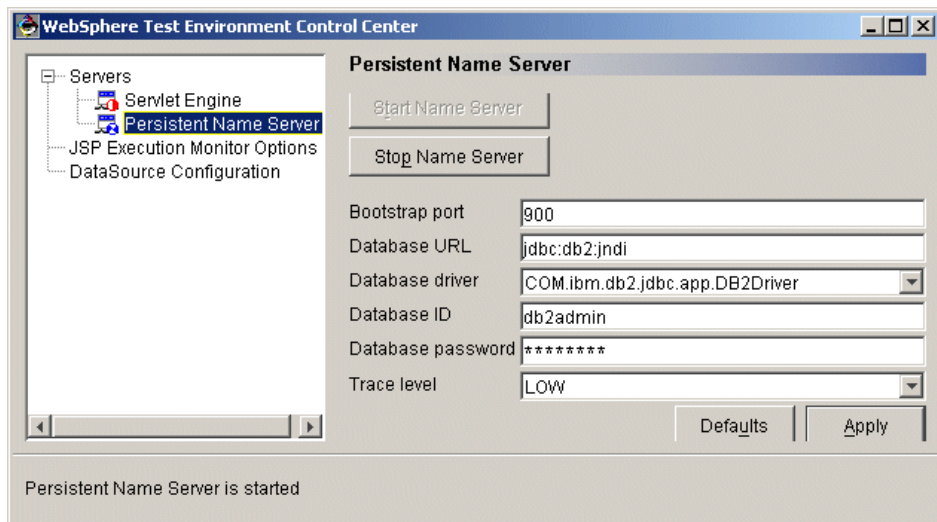 WebSphere Test Environment Control Center
Servers
Servlet Engine
Persistent Name Server
JSP Execution Monitor Options
DataSource Configuration
Persistent Name Server
Start Name Server
Stop Name Server
Bootstrap port 900
Database URL jdbc:db2:jndi
Database driver COM.ibm.db2.jdbc.app.DB2Driver
Database ID db2admin
Database password ********
Trace level LOW
Defaults Apply
Persistent Name Server is started